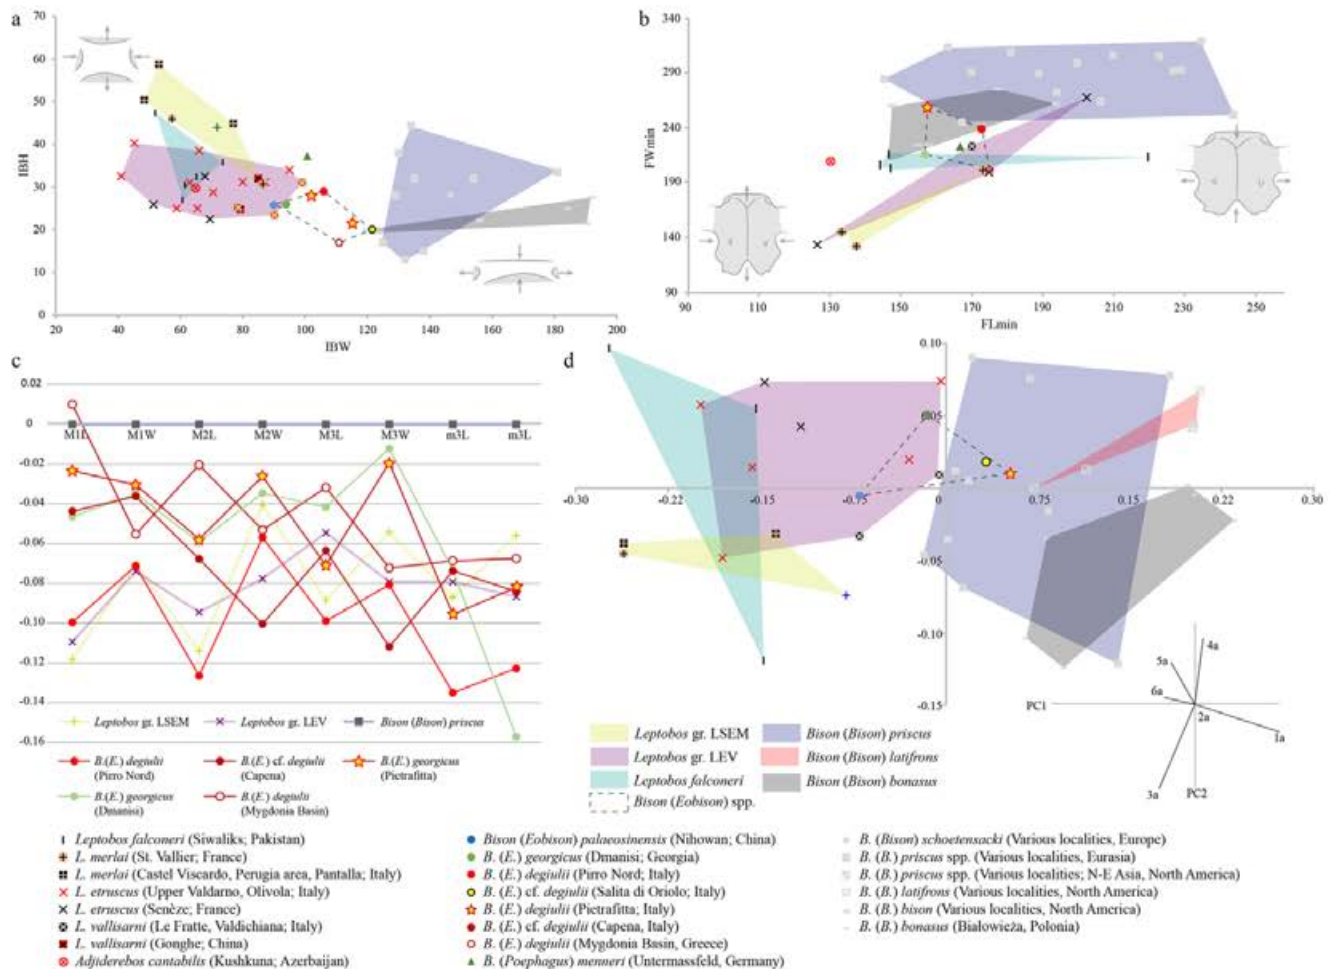 a
70
60
50
40
30
20
10
0
IBH
20 40 60 80 100 120 140 160 180 200
IBW
b
340
290
240
190
140
90
FWmin
90 110 130 150 170 190 210 230 250
FLmin
c
0.02
0
-0.02
-0.04
-0.06
-0.08
-0.10
-0.12
-0.14
-0.16
M1L M1W M2L M2W M3L M3W m3L m3L
Leptobos gr. LSEM
Leptobos gr. LEV
Bison (Bison) priscus
B.(E.) degiulii
(Pirro Nord)
B.(E.) cf. degiulii
(Capena)
B.(E.) georgicus
(Pietrafitta)
B.(E.) georgicus
(Dmanisi)
B.(E.) degiulii
(Mygdonia Basin)
d
0.10
0.05
-0.05
-0.10
-0.15
-0.30 -0.22 -0.15 -0.75 0 0.75 0.15 0.22 0.30
4a
5a
6a
2a
1a
3a
PC1
PC2
Leptobos gr. LSEM
Leptobos gr. LEV
Leptobos falconeri
Bison (Eobison) spp.
Bison (Bison) priscus
Bison (Bison) latifrons
Bison (Bison) bonasus
Leptobos falconeri (Siwaliks; Pakistan)
L. merlai (St. Vallier; France)
L. merlai (Castel Viscardo, Perugia area, Pantalla; Italy)
L. etruscus (Upper Valdarno, Olivola; Italy)
L. etruscus (Senèze; France)
L. vallisarni (Le Fratte, Valdichiana; Italy)
L. vallisarni (Gonghe; China)
Adjiderebos cantabilis (Kushkuna; Azerbaijan)
Bison (Eobison) palaeosinensis (Nihowan; China)
B. (E.) georgicus (Dmanisi; Georgia)
B. (E.) degiulii (Pirro Nord; Italy)
B. (E.) cf. degiulii (Salita di Oriolo; Italy)
B. (E.) degiulii (Pietrafitta; Italy)
B. (E.) cf. degiulii (Capena, Italy)
B. (E.) degiulii (Mygdonia Basin, Greece)
B. (Poephagus) menneri (Untermassfeld, Germany)
B. (Bison) schoetensacki (Various localities, Europe)
B. (B.) priscus spp. (Various localities, Eurasia)
B. (B.) priscus spp. (Various localities; N-E Asia, North America)
B. (B.) latifrons (Various localities, North America)
B. (B.) bison (Various localities, North America)
B. (B.) bonasus (Białowieża, Polonia)